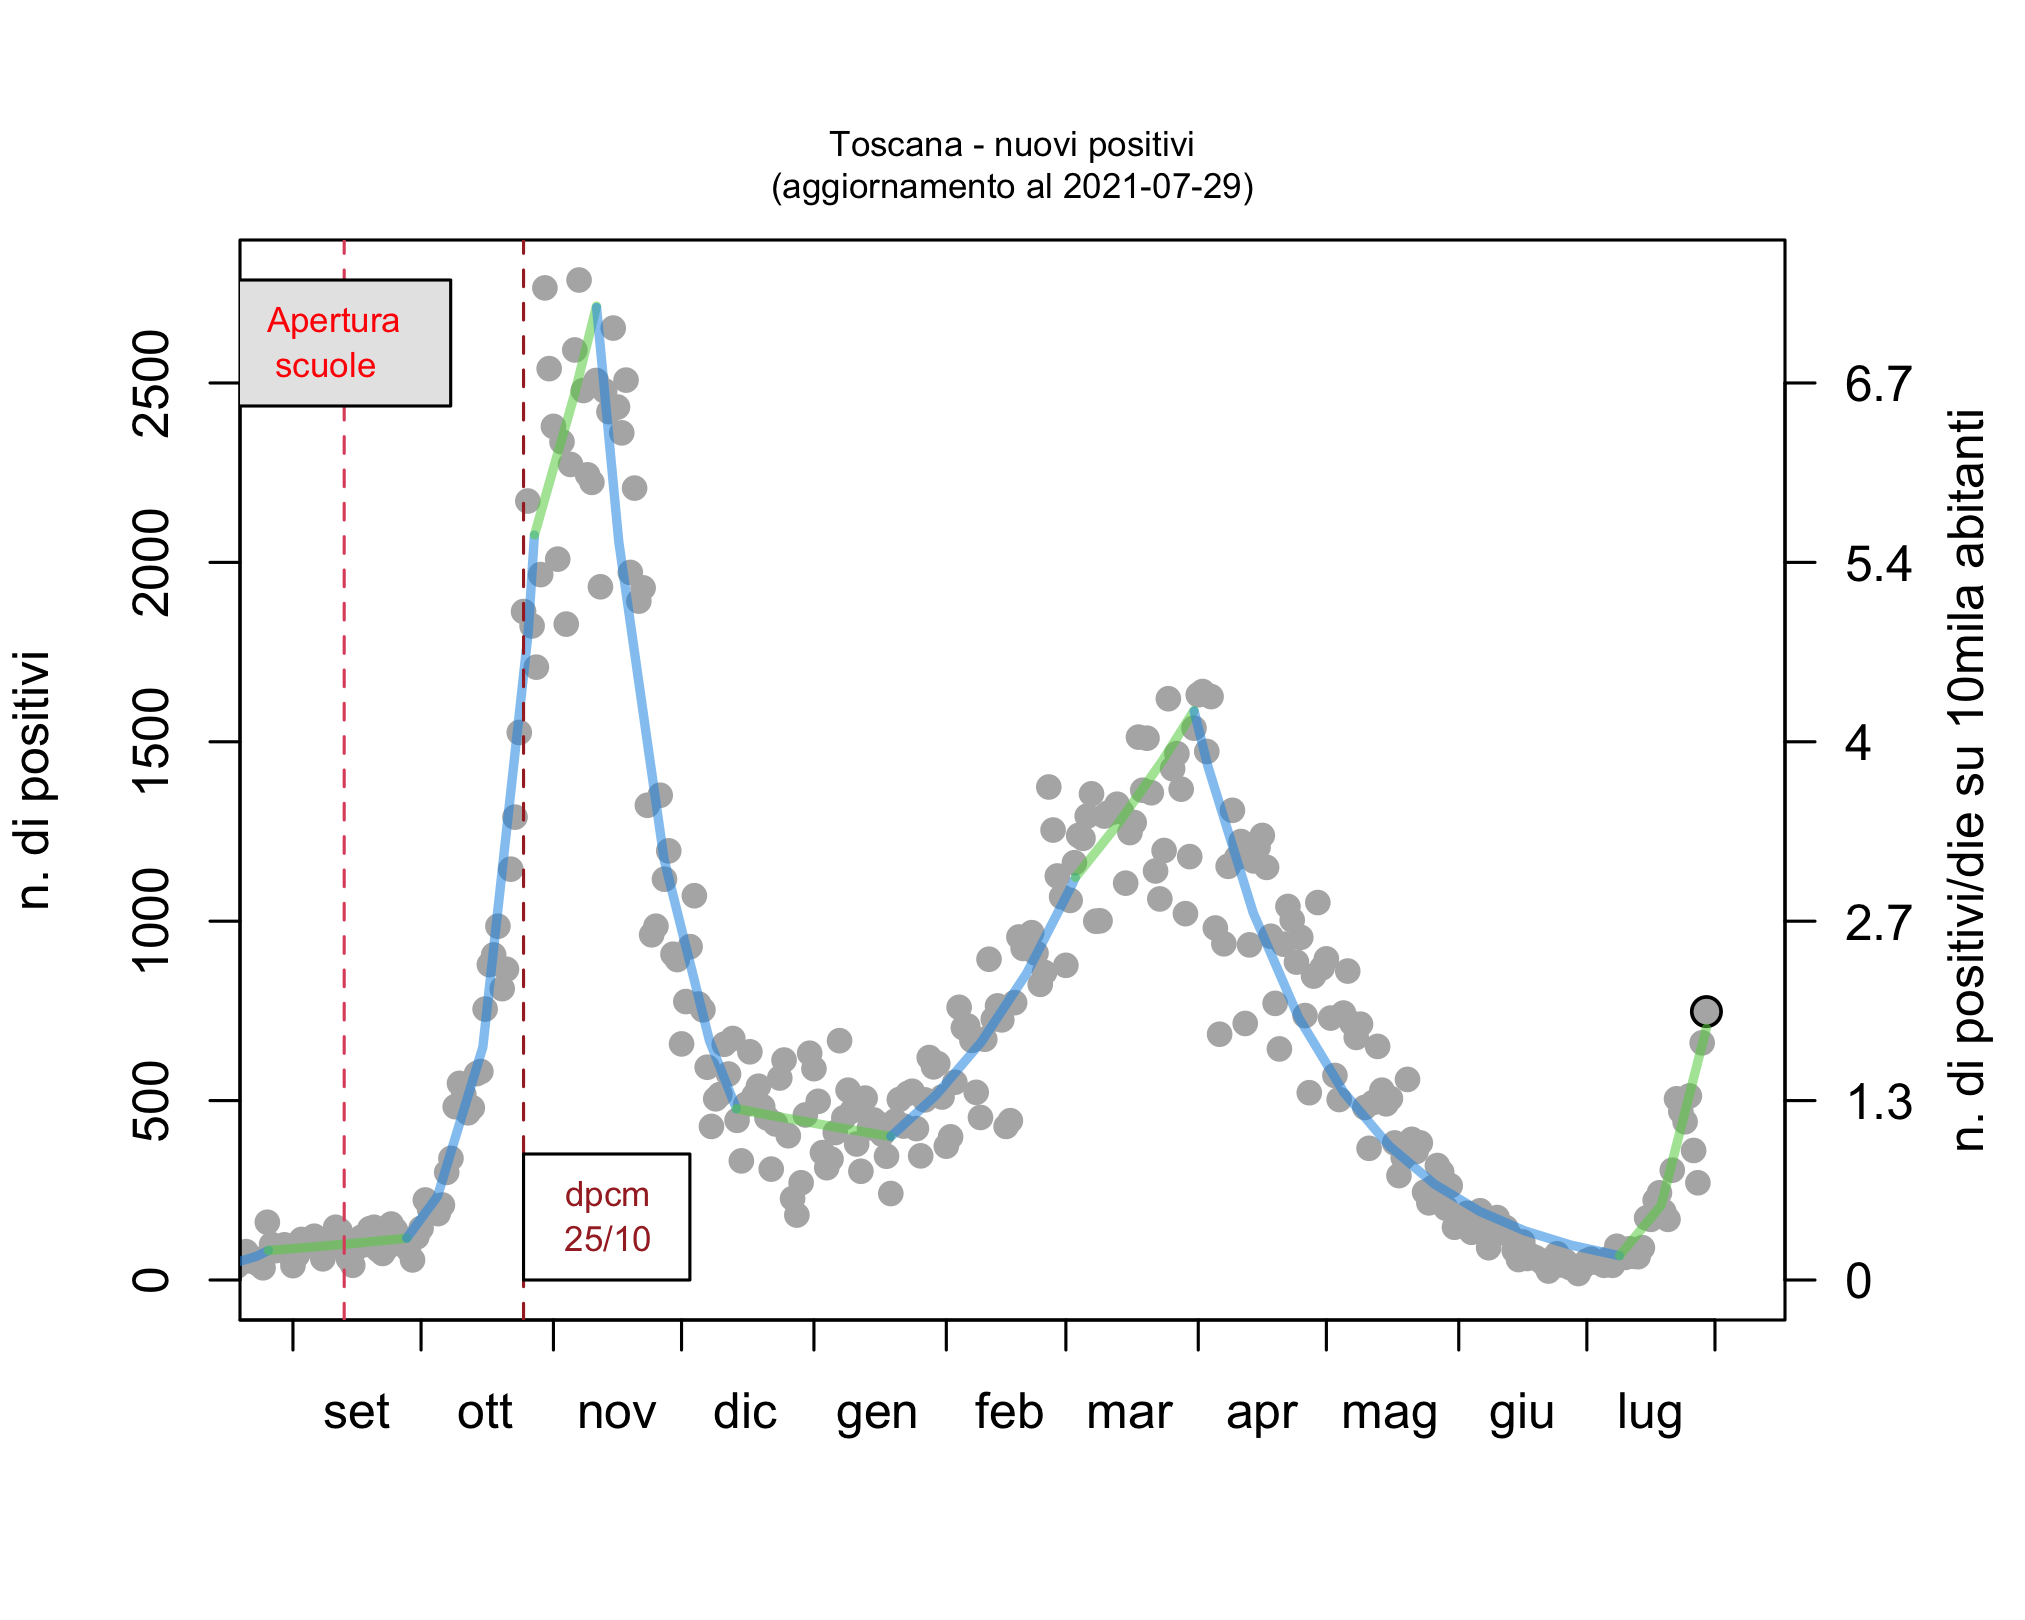 Toscana - nuovi positivi
(aggiornamento al 2021-07-29)
Apertura
scuole
dpcm
25/10
n. di positivi
0
500
1000
1500
2000
2500
n. di positivi/die su 10mila abitanti
6.7
5.4
4
2.7
1.3
0
set ott nov dic gen feb mar apr mag giu lug